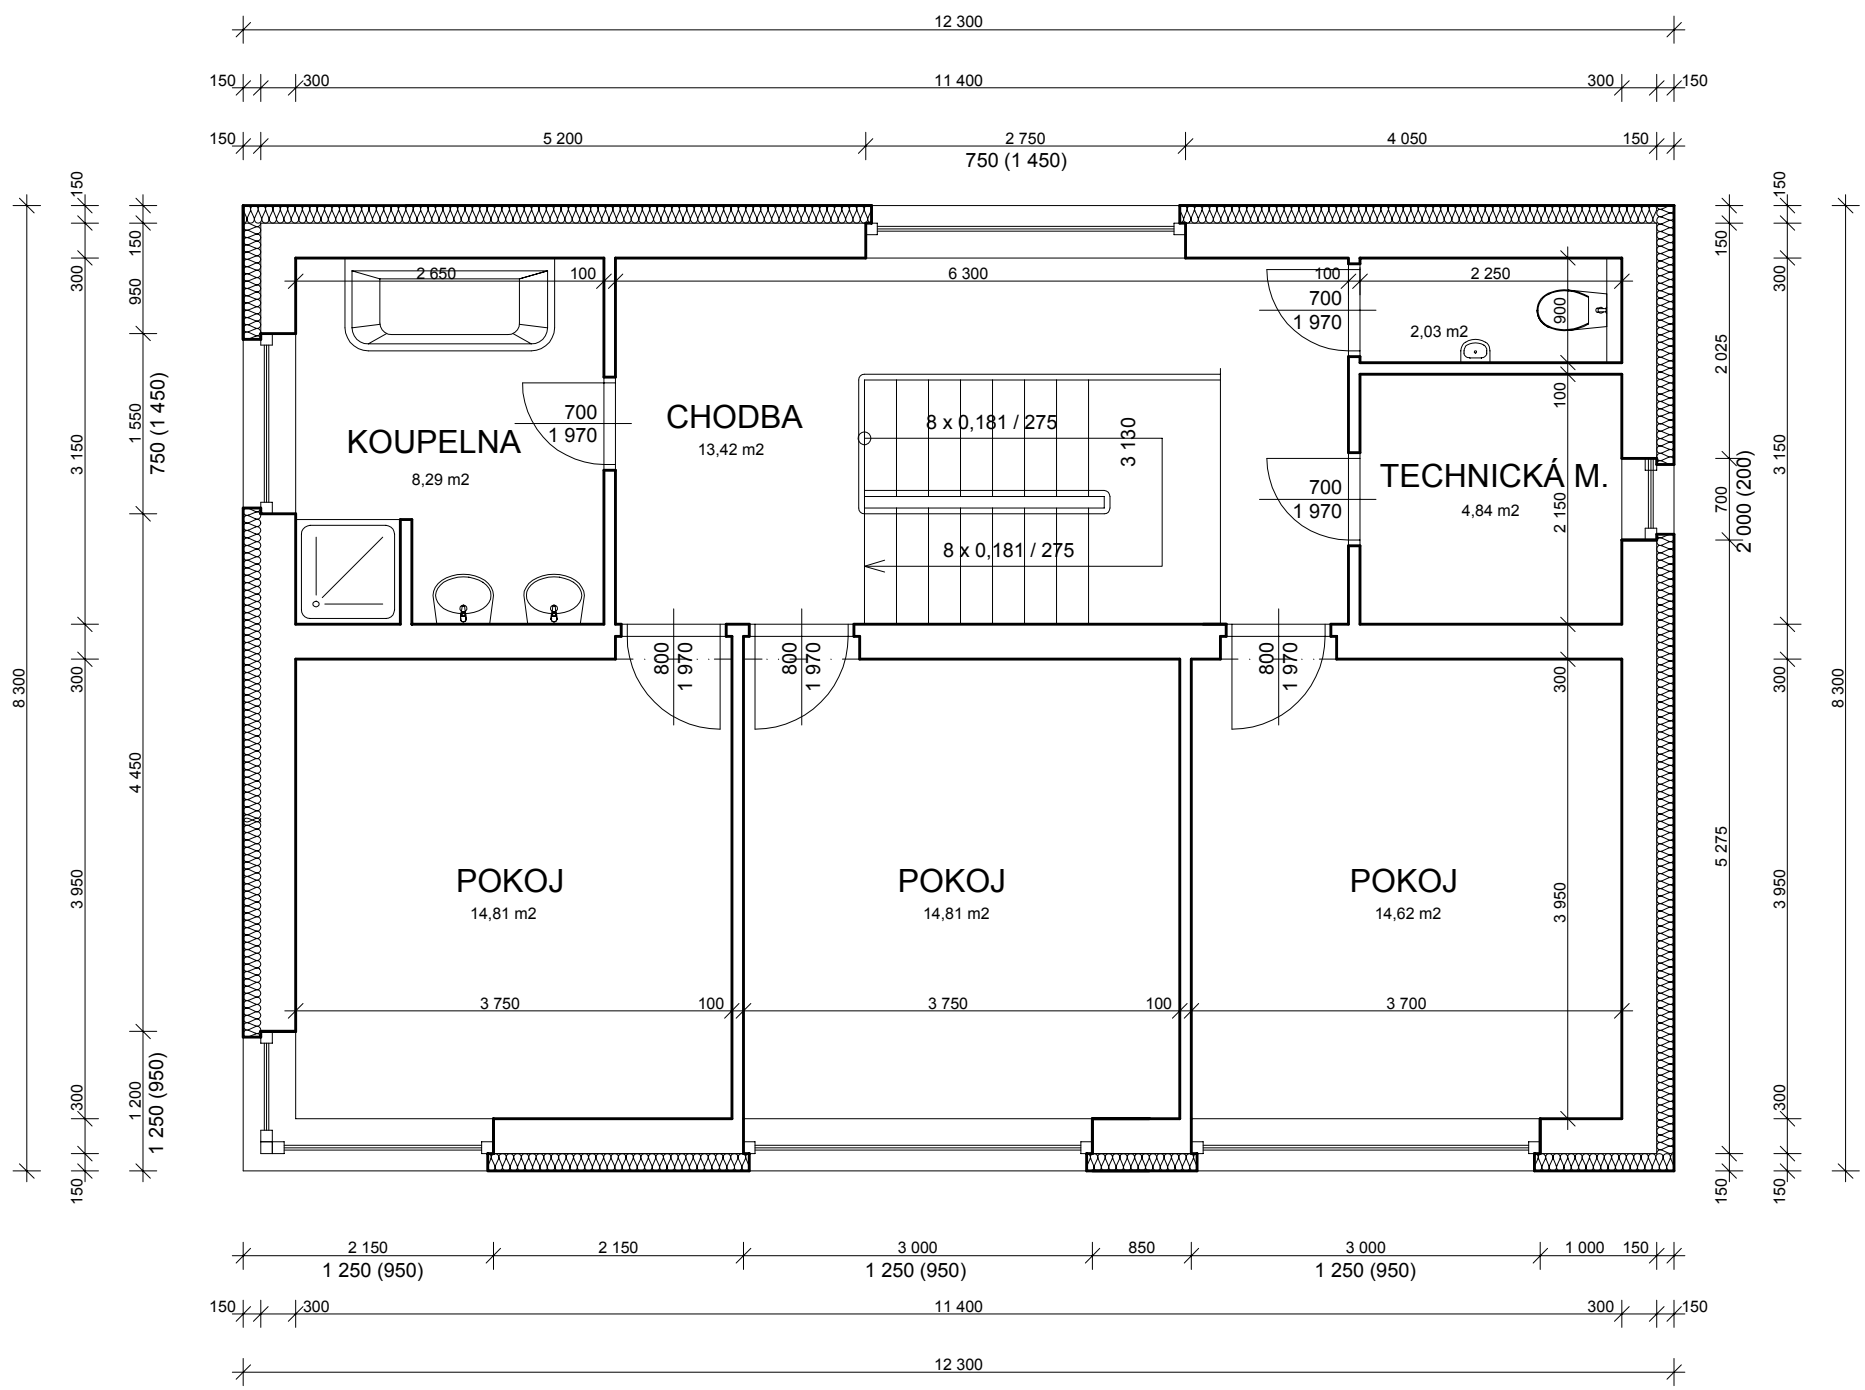 12 300
150 300 11 400 300 150
150 5 200 2 750 4 050 150
750 (1 450)
150
300
3 150
300
3 950
300
150
8 300
150
950
1 550
750 (1 450)
4 450
1 200
1 250 (950)
2 650 100 6 300 100 2 250
700
1 970
900
2,03 m2
KOUPELNA
8,29 m2
700
1 970
CHODBA
13,42 m2
8 x 0,181 / 275
3 130
8 x 0,181 / 275
700
1 970
100
TECHNICKÁ M.
4,84 m2
2 150
800
1 970
800
1 970
800
1 970
300
POKOJ
14,81 m2
POKOJ
14,81 m2
POKOJ
14,62 m2
3 950
3 750 100 3 750 100 3 700
150
2 025
700
2 000 (200)
5 275
150
150
300
3 150
300
3 950
300
150
8 300
2 150 2 150 3 000 850 3 000 1 000 150
1 250 (950) 1 250 (950) 1 250 (950)
150 300 11 400 300 150
12 300